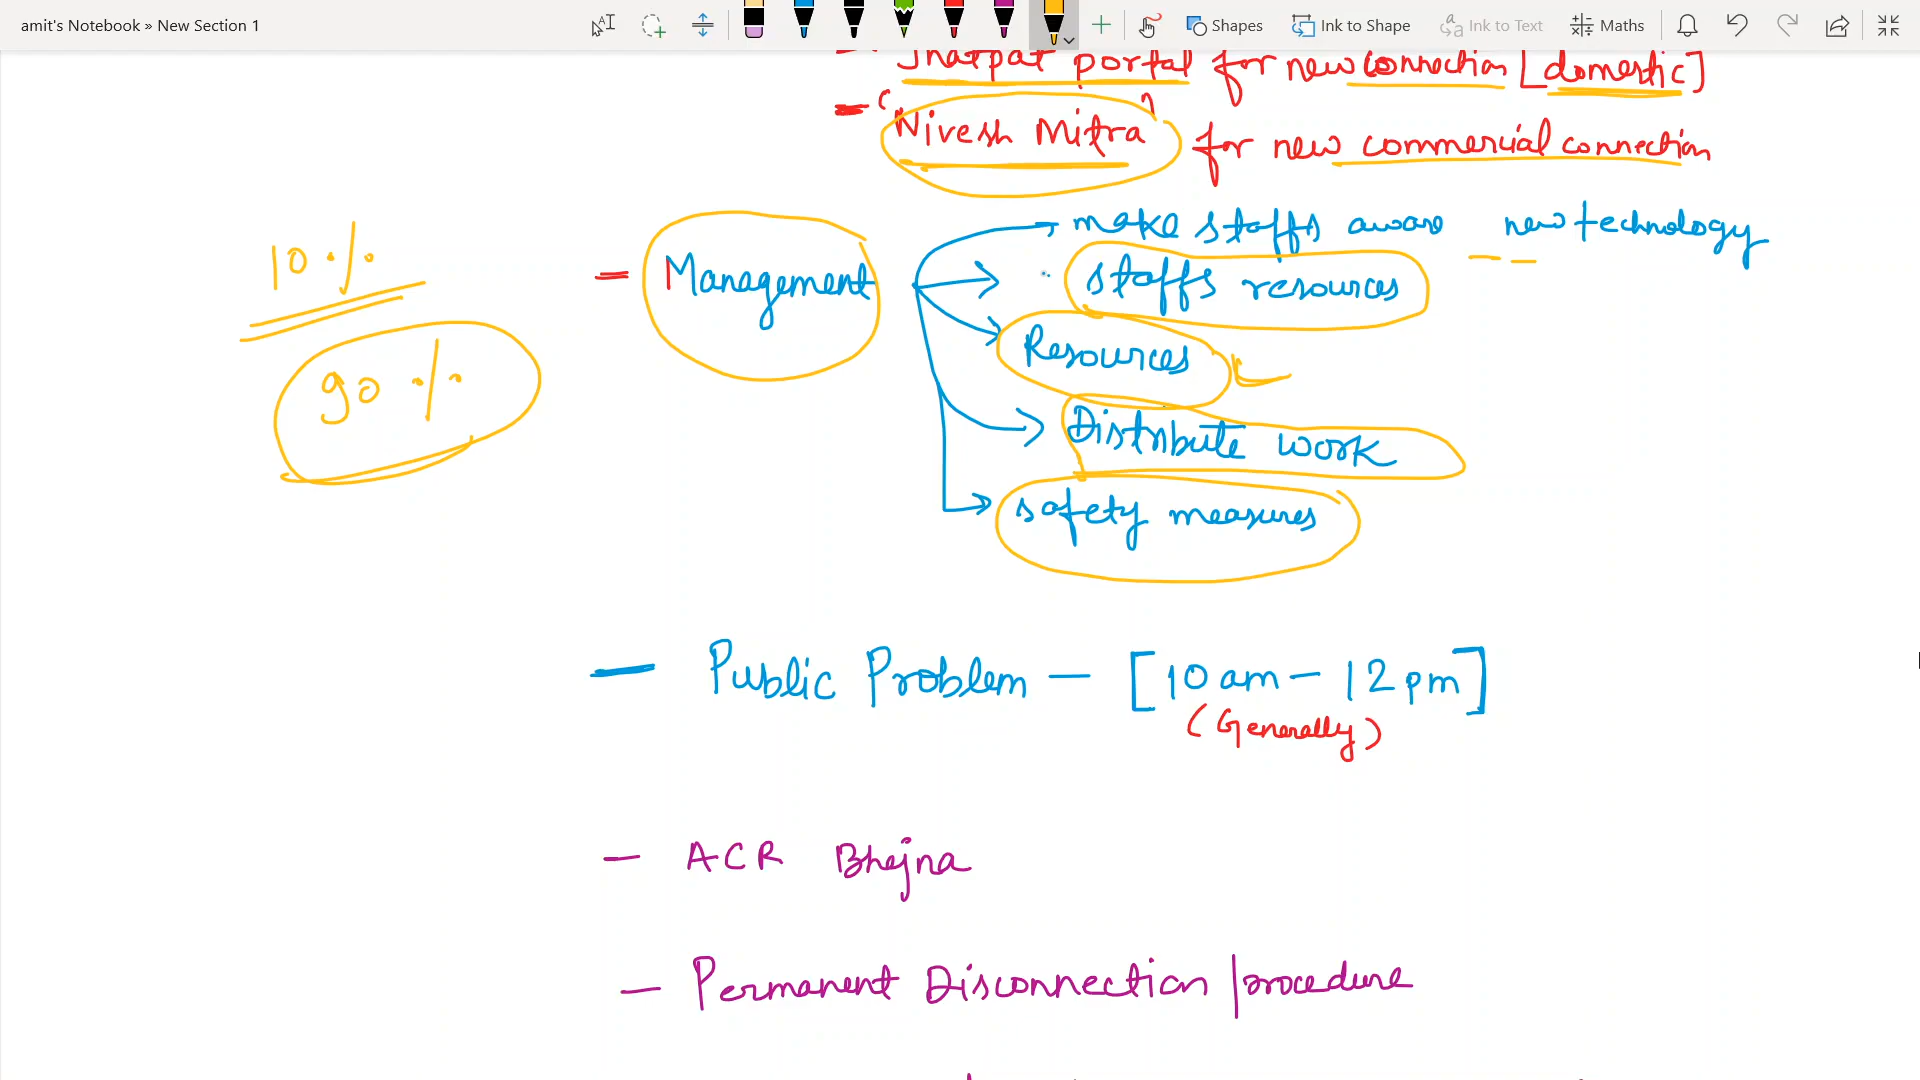 amit's Notebook » New Section 1
Shapes
Ink to Shape
Ink to Text
Maths
- Jhatpat portal for new connection [domestic]
= "Nivesh Mitra" for new commercial connection
→ make staffs aware new technology
10 %
= Management
→ staffs resources
→ Resources
90 %
→ Distribute work
→ safety measures
— Public Problem — [10 am – 12 pm]
(Generally)
— ACR Bhejna
— Permanent Disconnection procedure